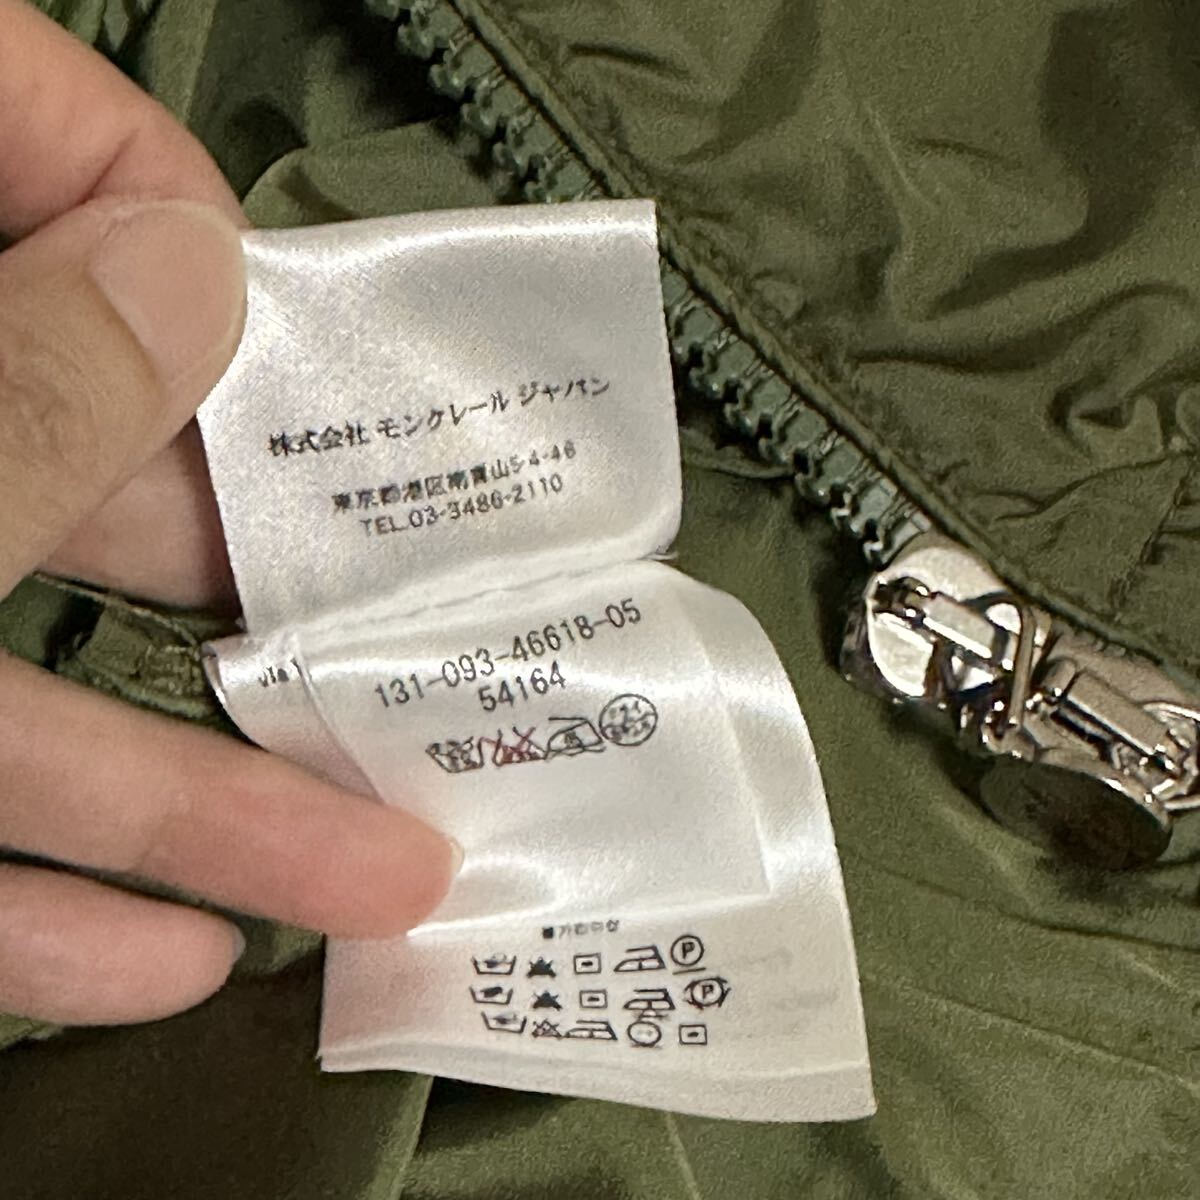 株式会社 モンクレール ジャパン
東京都港区南青山5-4-46
TEL.03-3486-2110
131-093-46618-05
54164
P
P